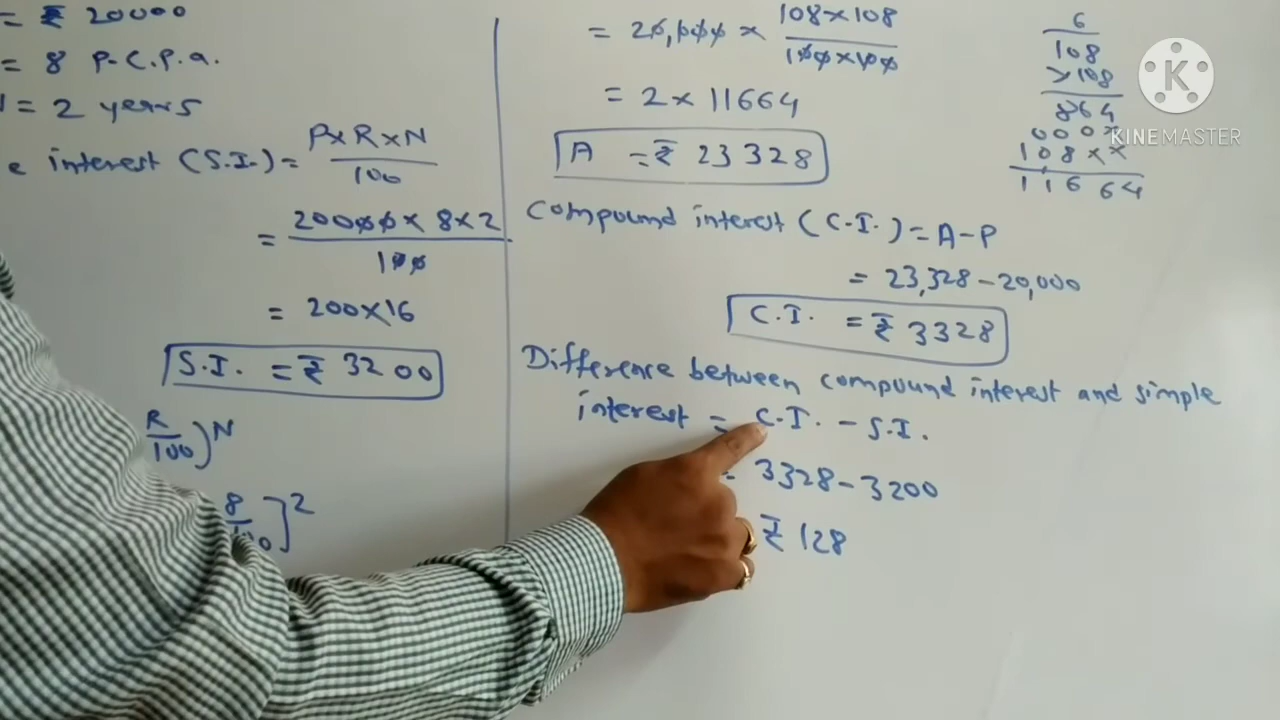 = ₹ 20000
= 8 P.C.P.a.
= 2 years
e interest (S.I.) = P×R×N
100
= 20000 × 8 × 2
100
= 200×16
S.I. = ₹ 3200
R
100 )N
8
]2
= 20,000 × 108×108
100×100
= 2 × 11664
A = ₹ 23328
Compound interest (C.I.) = A-P
= 23,328 - 20,000
C.I. = ₹ 3328
Difference between compound interest and simple
interest = C.I. - S.I.
3328 - 3200
₹ 128
6
108
×108
864
000×
108××
11664
KINEMASTER